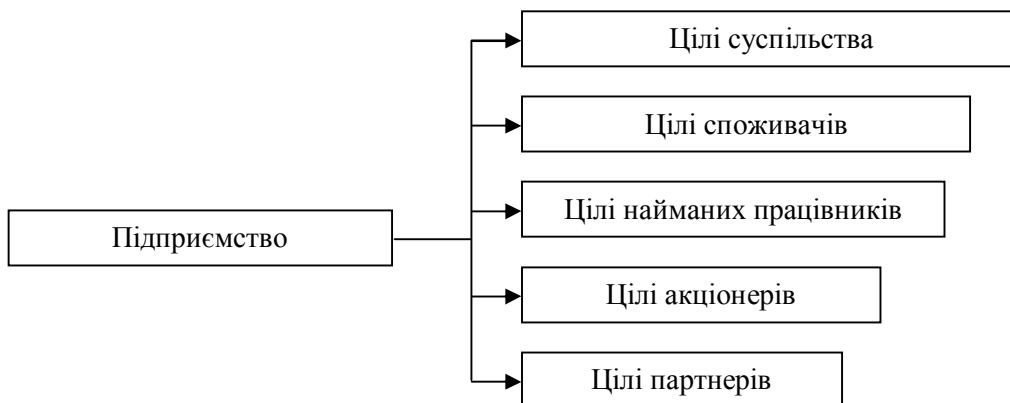 Цілі суспільства
Цілі споживачів
Цілі найманих працівників
Підприємство
Цілі акціонерів
Цілі партнерів